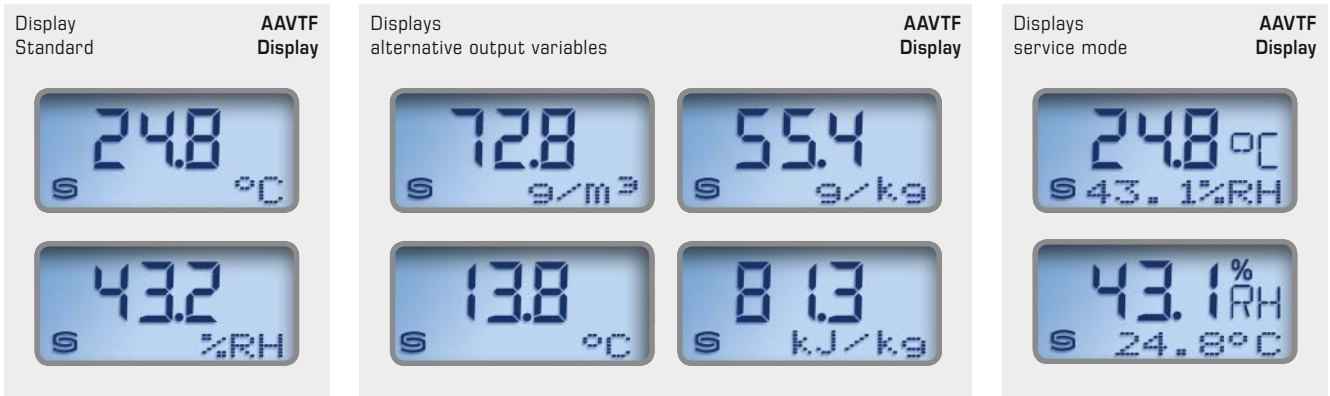 Display AAVTF
Standard Display
24.8
°C
43.2
%RH
Displays AAVTF
alternative output variables Display
72.8
g/m³
55.4
g/kg
13.8
°C
81.3
kJ/kg
Displays AAVTF
service mode Display
24.8 °C
43.1%RH
43.1 % RH
24.8°C